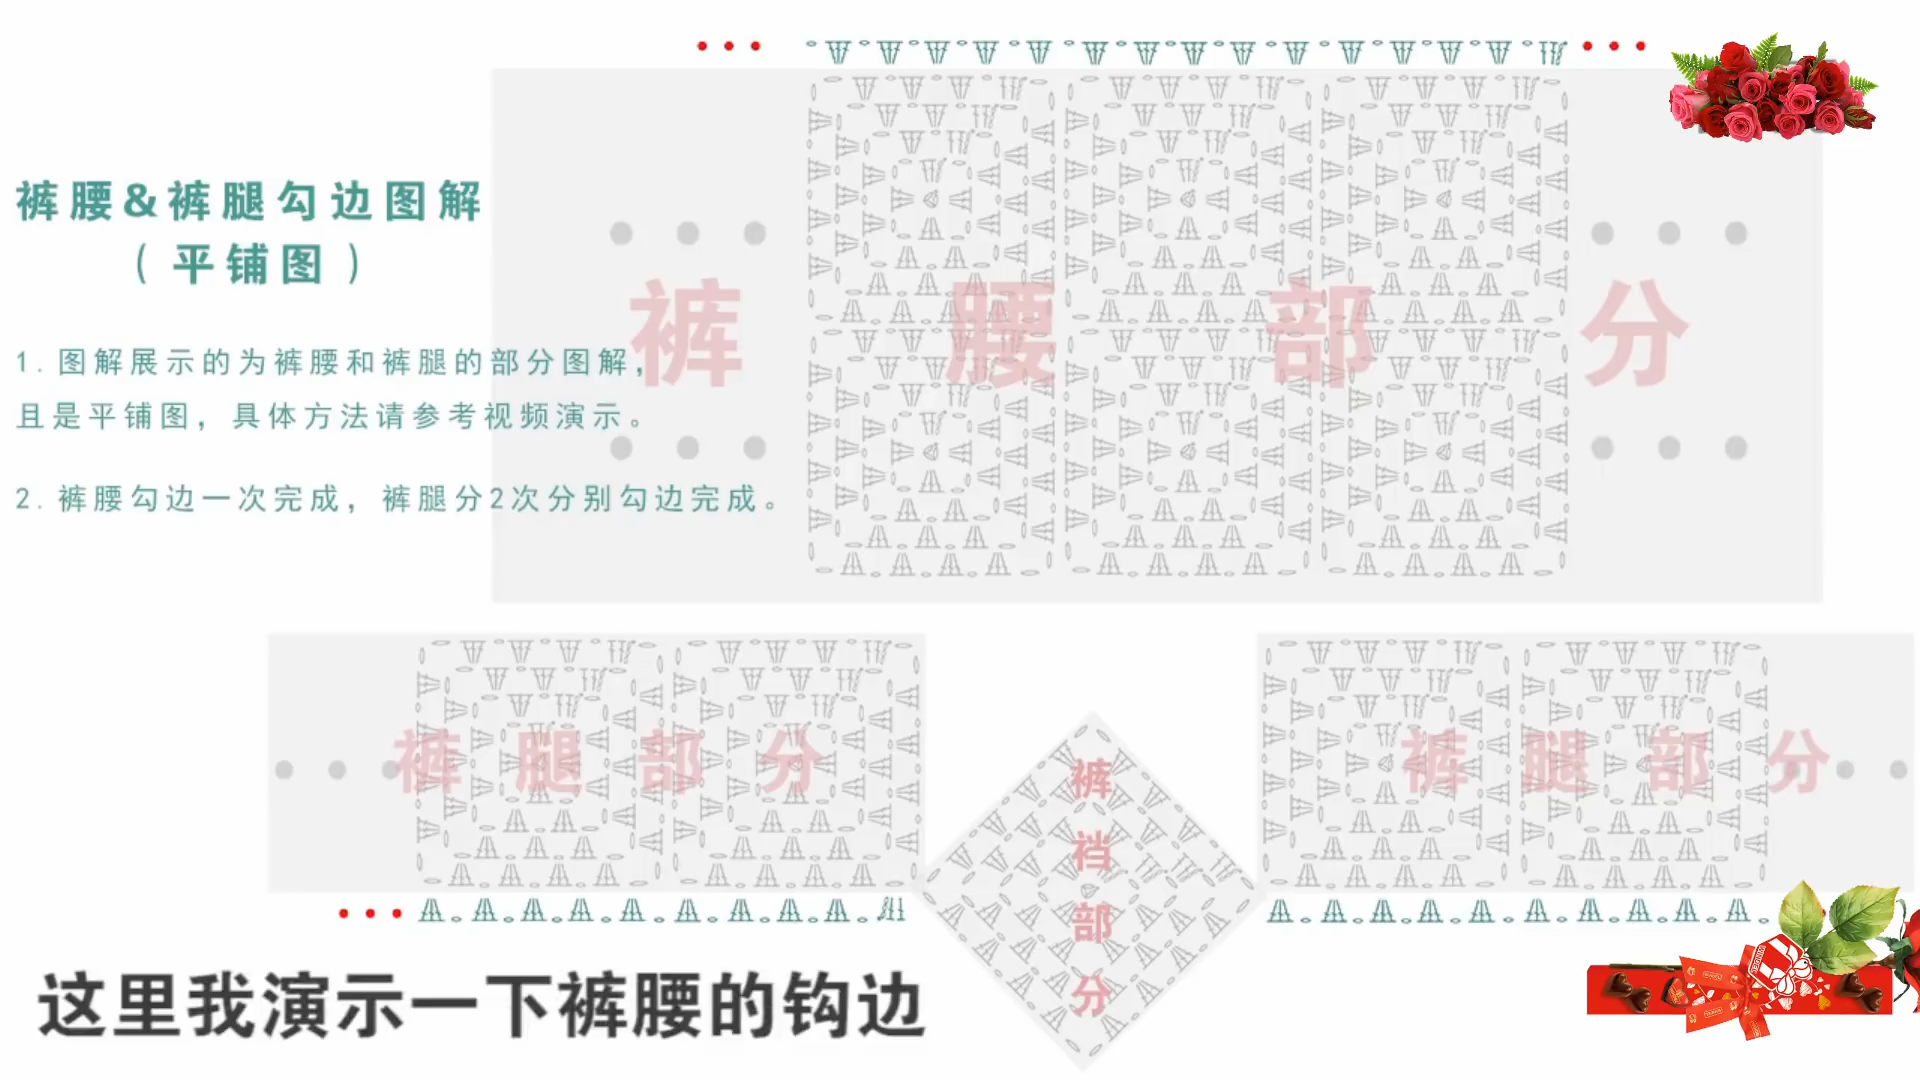 裤腰&裤腿勾边图解
（平铺图）
1. 图解展示的为裤腰和裤腿的部分图解，
且是平铺图，具体方法请参考视频演示。
2. 裤腰勾边一次完成，裤腿分2次分别勾边完成。
裤腰部分
裤腿部分
裤裆部分
裤腿部分
这里我演示一下裤腰的钩边